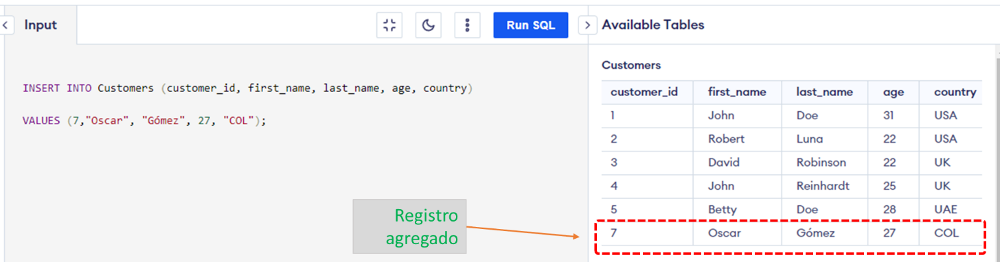 Input
Run SQL
INSERT INTO Customers (customer_id, first_name, last_name, age, country)
VALUES (7,"Oscar", "Gómez", 27, "COL");
Registro
agregado
Available Tables
Customers
customer_id first_name last_name age country
1 John Doe 31 USA
2 Robert Luna 22 USA
3 David Robinson 22 UK
4 John Reinhardt 25 UK
5 Betty Doe 28 UAE
7 Oscar Gómez 27 COL